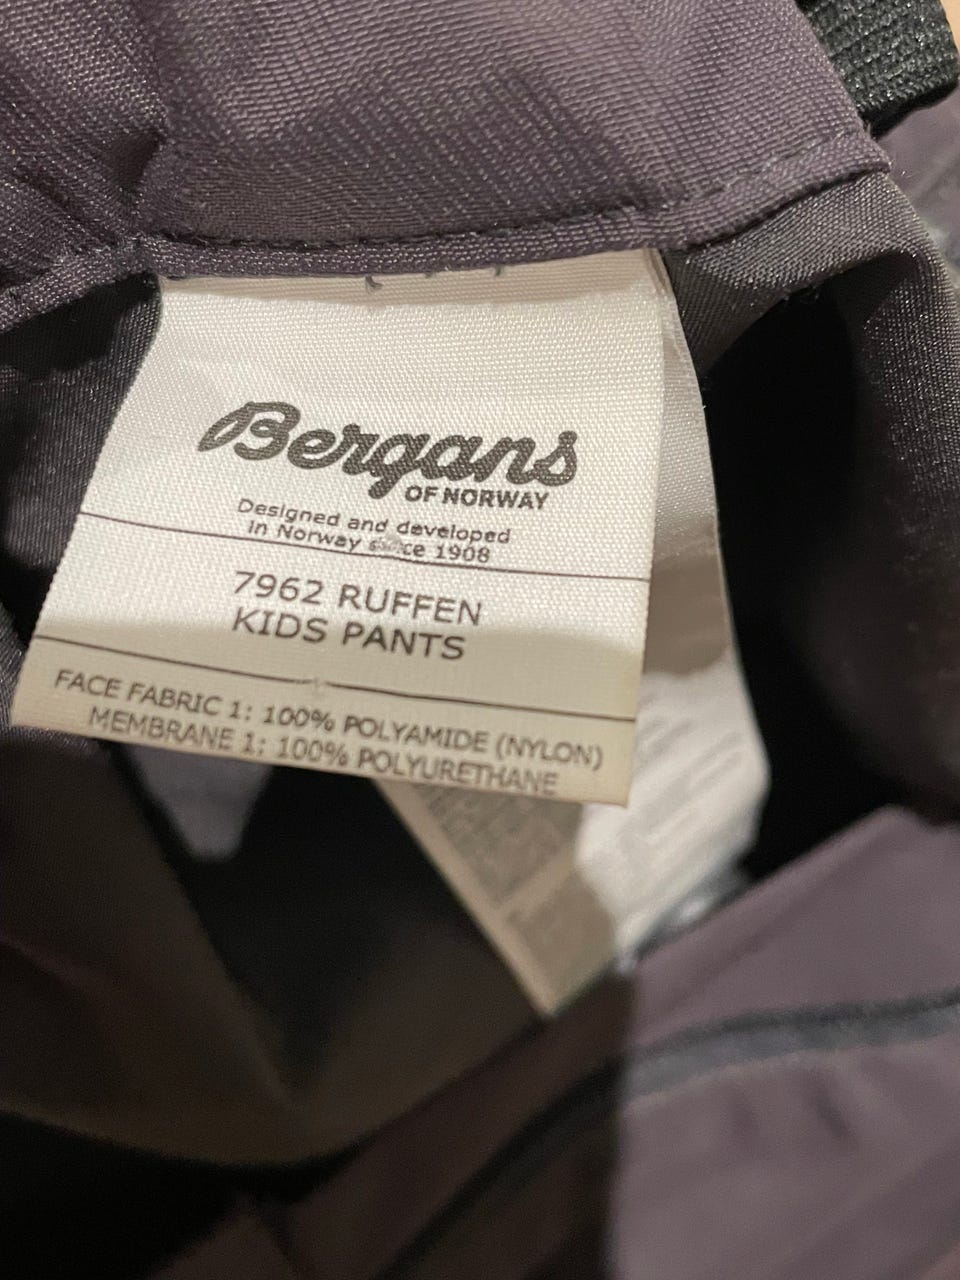 Bergans
OF NORWAY
Designed and developed
in Norway since 1908
7962 RUFFEN
KIDS PANTS
FACE FABRIC 1: 100% POLYAMIDE (NYLON)
MEMBRANE 1: 100% POLYURETHANE